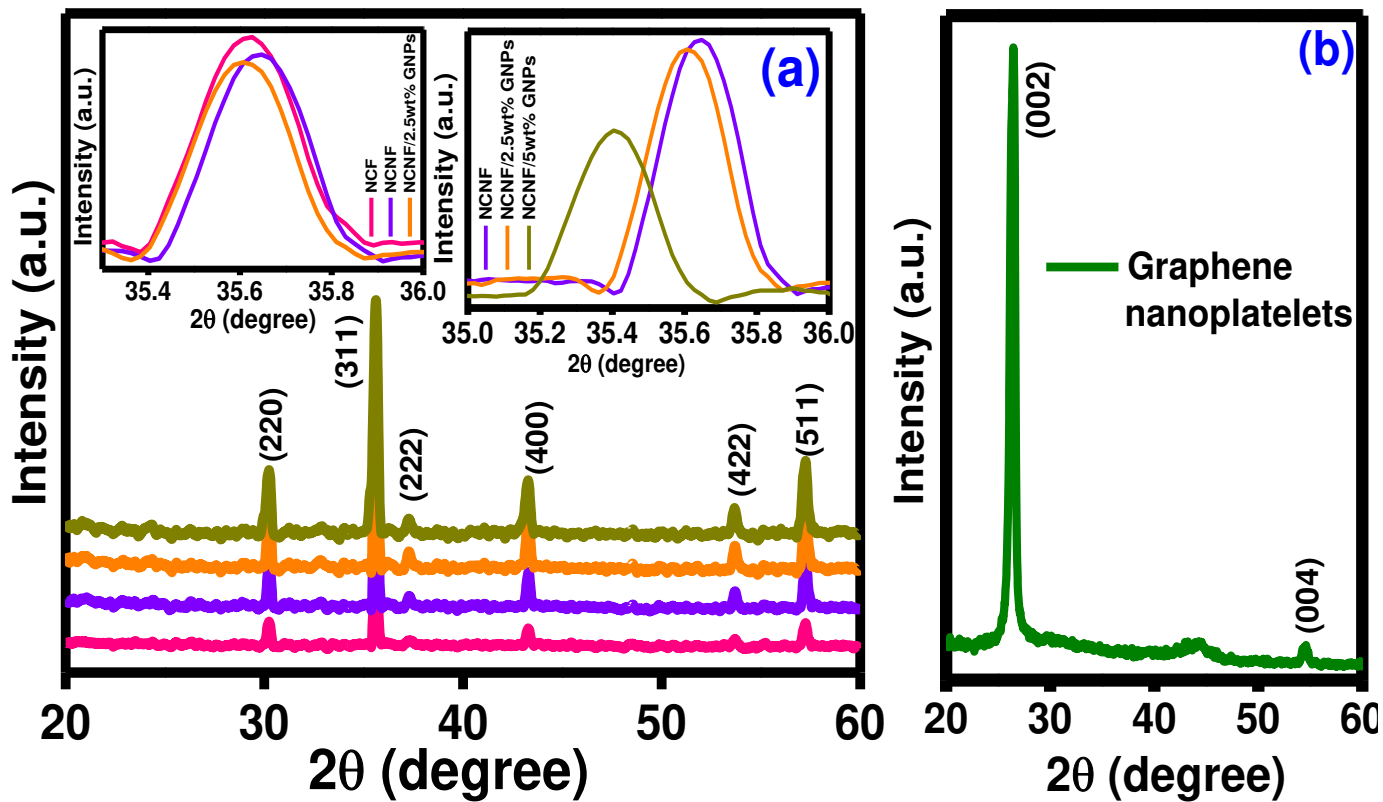 Intensity (a.u.)
Intensity (a.u.)
NCF
NCNF
NCNF/2.5wt% GNPs
35.4 35.6 35.8 36.0
2θ (degree)
Intensity (a.u.)
(a)
NCNF
NCNF/2.5wt% GNPs
NCNF/5wt% GNPs
35.0 35.2 35.4 35.6 35.8 36.0
2θ (degree)
(220)
(311)
(222)
(400)
(422)
(511)
20 30 40 50 60
2θ (degree)
Intensity (a.u.)
(b)
(002)
Graphene
nanoplatelets
(004)
20 30 40 50 60
2θ (degree)